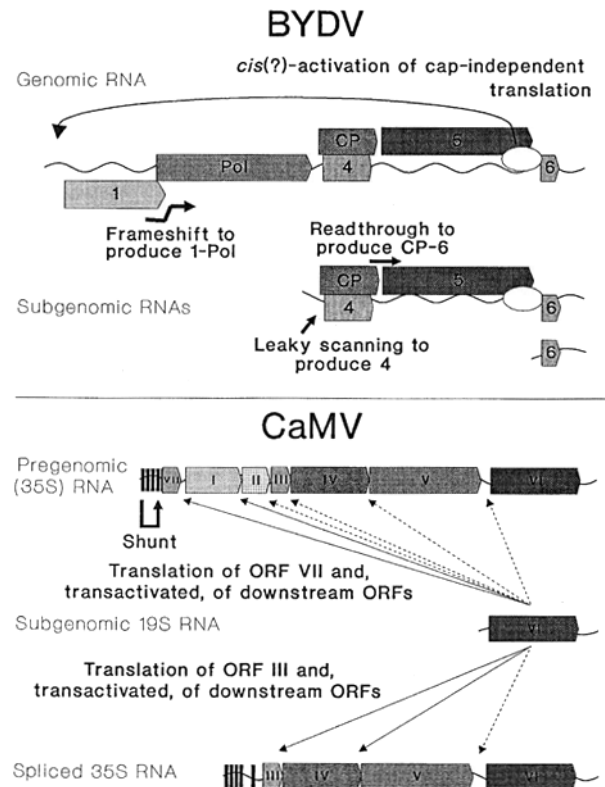 BYDV
Genomic RNA
cis(?)-activation of cap-independent
translation
CP
5
Pol
4
6
1
Frameshift to
produce 1-Pol
Readthrough to
produce CP-6
CP
5
4
Subgenomic RNAs
6
Leaky scanning to
produce 4
6
CaMV
Pregenomic
(35S) RNA
VII
I
II
III
IV
V
VI
Shunt
Translation of ORF VII and,
transactivated, of downstream ORFs
Subgenomic 19S RNA
VI
Translation of ORF III and,
transactivated, of downstream ORFs
Spliced 35S RNA
III
IV
V
VI